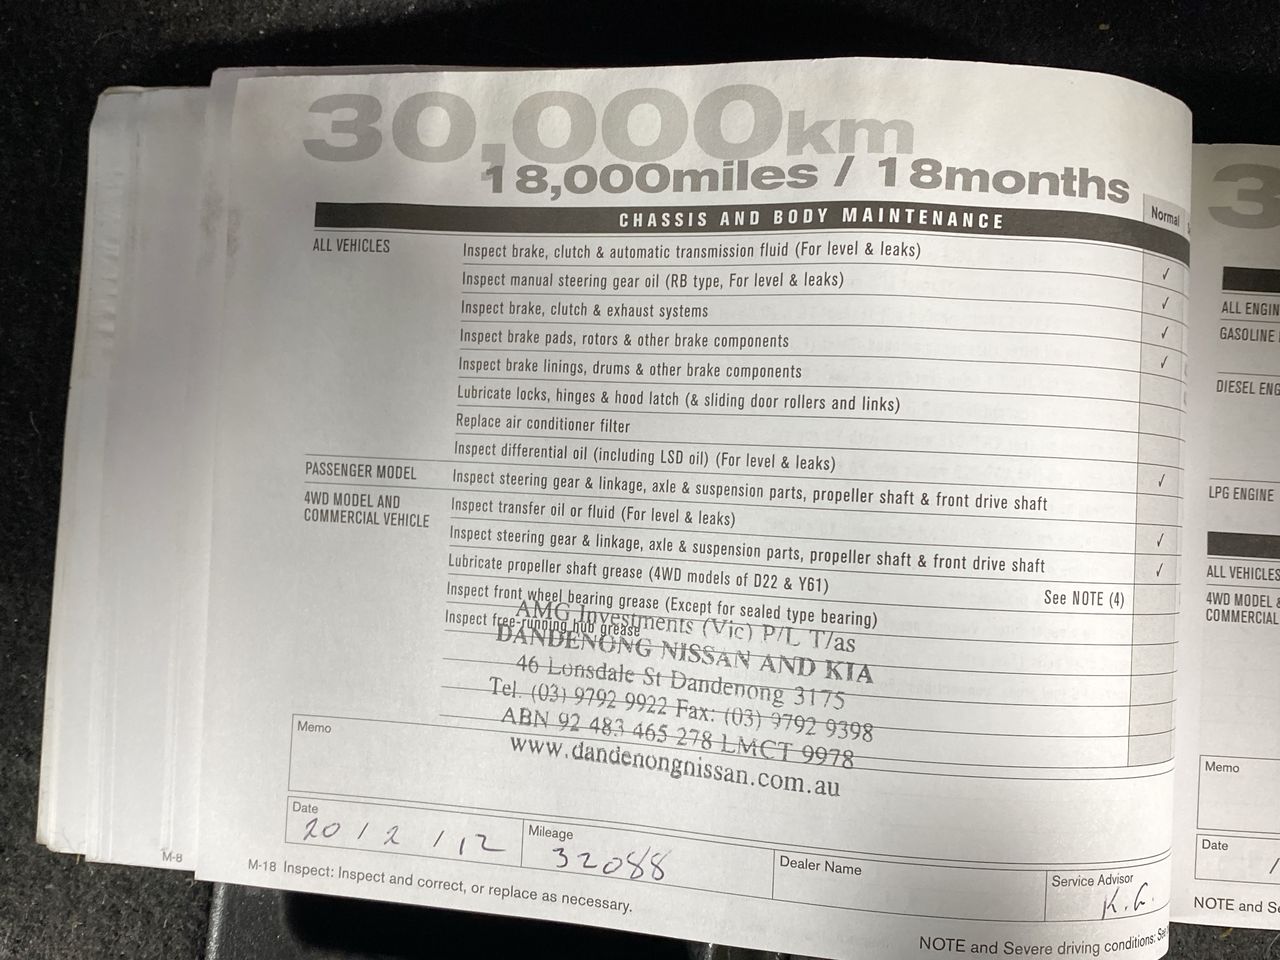 30,000km
18,000miles / 18months
CHASSIS AND BODY MAINTENANCE Normal
ALL VEHICLES Inspect brake, clutch & automatic transmission fluid (For level & leaks) ✓
Inspect manual steering gear oil (RB type, For level & leaks) ✓
Inspect brake, clutch & exhaust systems ✓
Inspect brake pads, rotors & other brake components ✓
Inspect brake linings, drums & other brake components
Lubricate locks, hinges & hood latch (& sliding door rollers and links)
Replace air conditioner filter
Inspect differential oil (including LSD oil) (For level & leaks) ✓
PASSENGER MODEL Inspect steering gear & linkage, axle & suspension parts, propeller shaft & front drive shaft
4WD MODEL AND
COMMERCIAL VEHICLE
Inspect transfer oil or fluid (For level & leaks) ✓
Inspect steering gear & linkage, axle & suspension parts, propeller shaft & front drive shaft ✓
Lubricate propeller shaft grease (4WD models of D22 & Y61) See NOTE (4)
Inspect front wheel bearing grease (Except for sealed type bearing)
Inspect free-running hub grease
AMG Investments (Vic) P/L T/as
DANDENONG NISSAN AND KIA
46 Lonsdale St Dandenong 3175
Tel. (03) 9792 9922 Fax: (03) 9792 9398
ABN 92 483 465 278 LMCT 9978
www.dandenongnissan.com.au
Memo
Date
20 / 2 / 12
Mileage
32088
Dealer Name
Service Advisor
K.G.
M-18 Inspect: Inspect and correct, or replace as necessary.
NOTE and Severe driving conditions:
M-8
3
ALL ENGIN
GASOLINE
DIESEL ENG
LPG ENGINE
ALL VEHICLES
4WD MODEL &
COMMERCIAL
Memo
Date
/
NOTE and Se